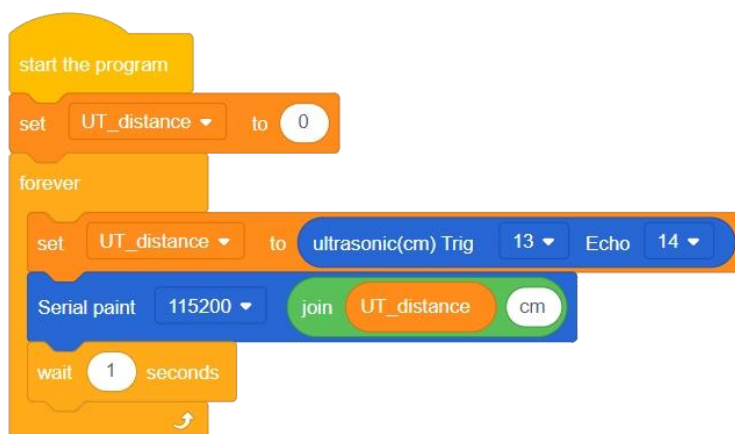 start the program
set UT_distance to 0
forever
set UT_distance to ultrasonic(cm) Trig 13 Echo 14
Serial paint 115200 join UT_distance cm
wait 1 seconds